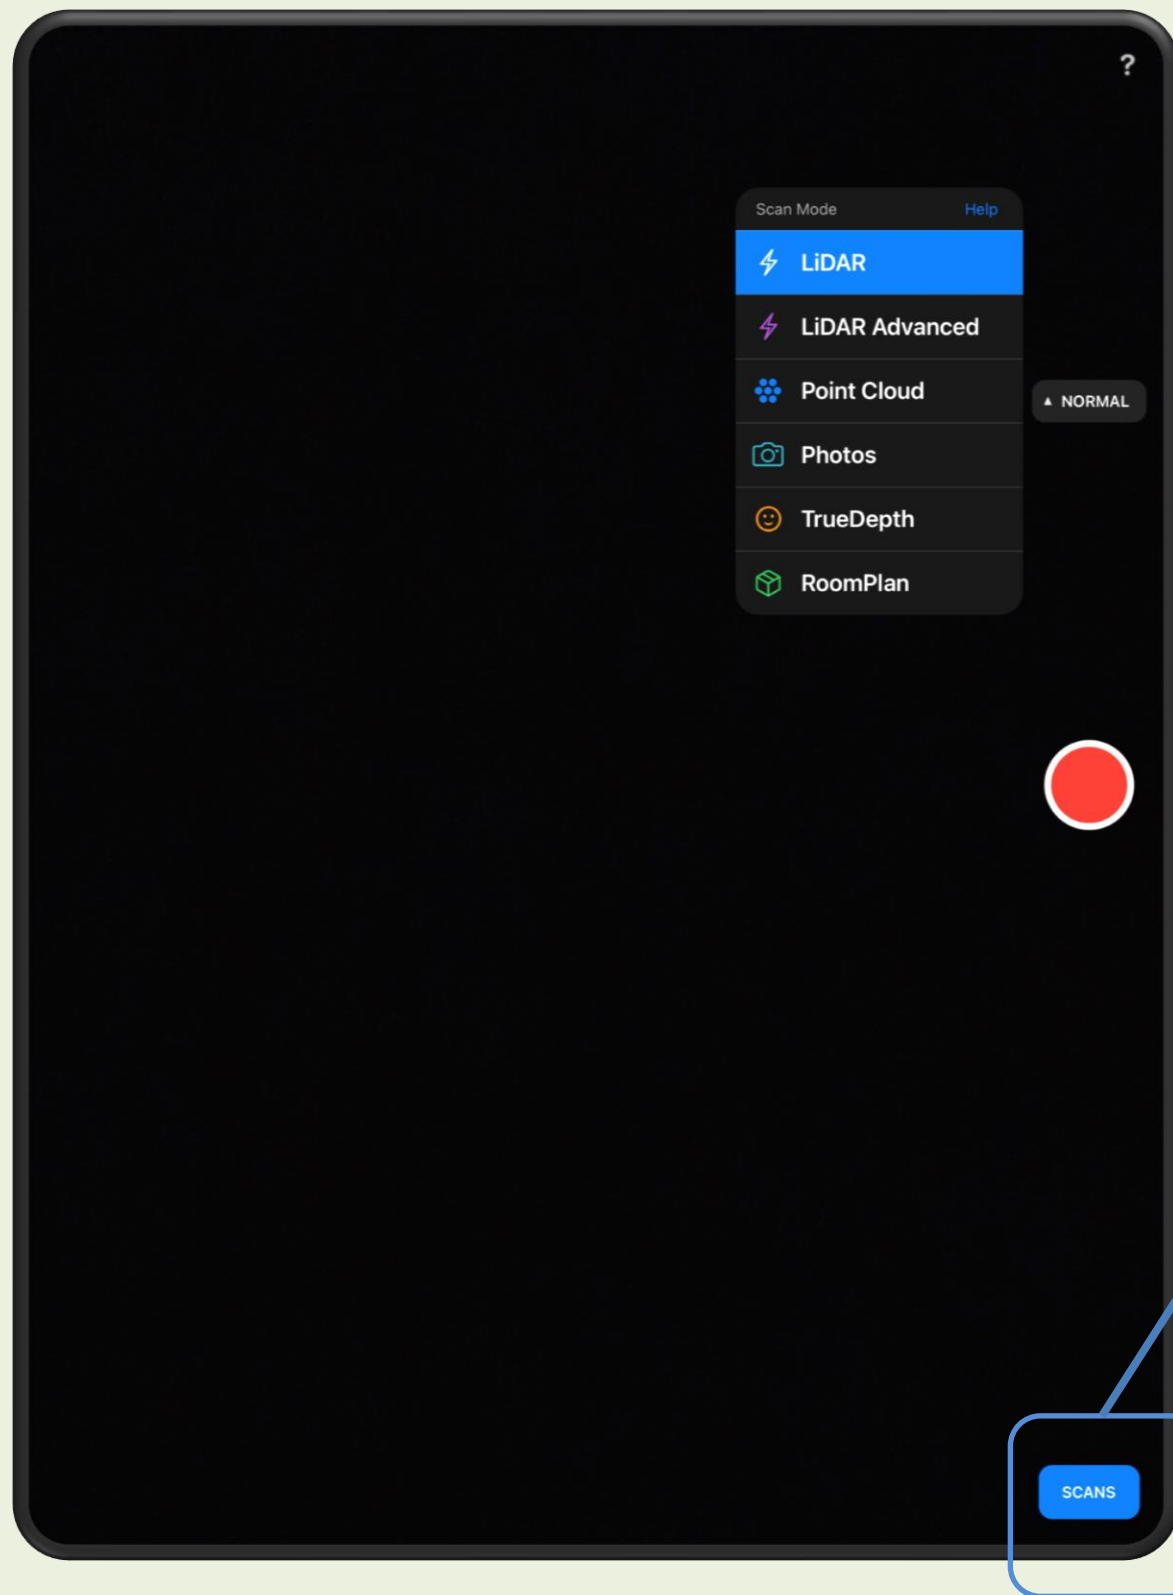 ?
Scan Mode Help
LiDAR
LiDAR Advanced
Point Cloud
▲ NORMAL
Photos
TrueDepth
RoomPlan
SCANS